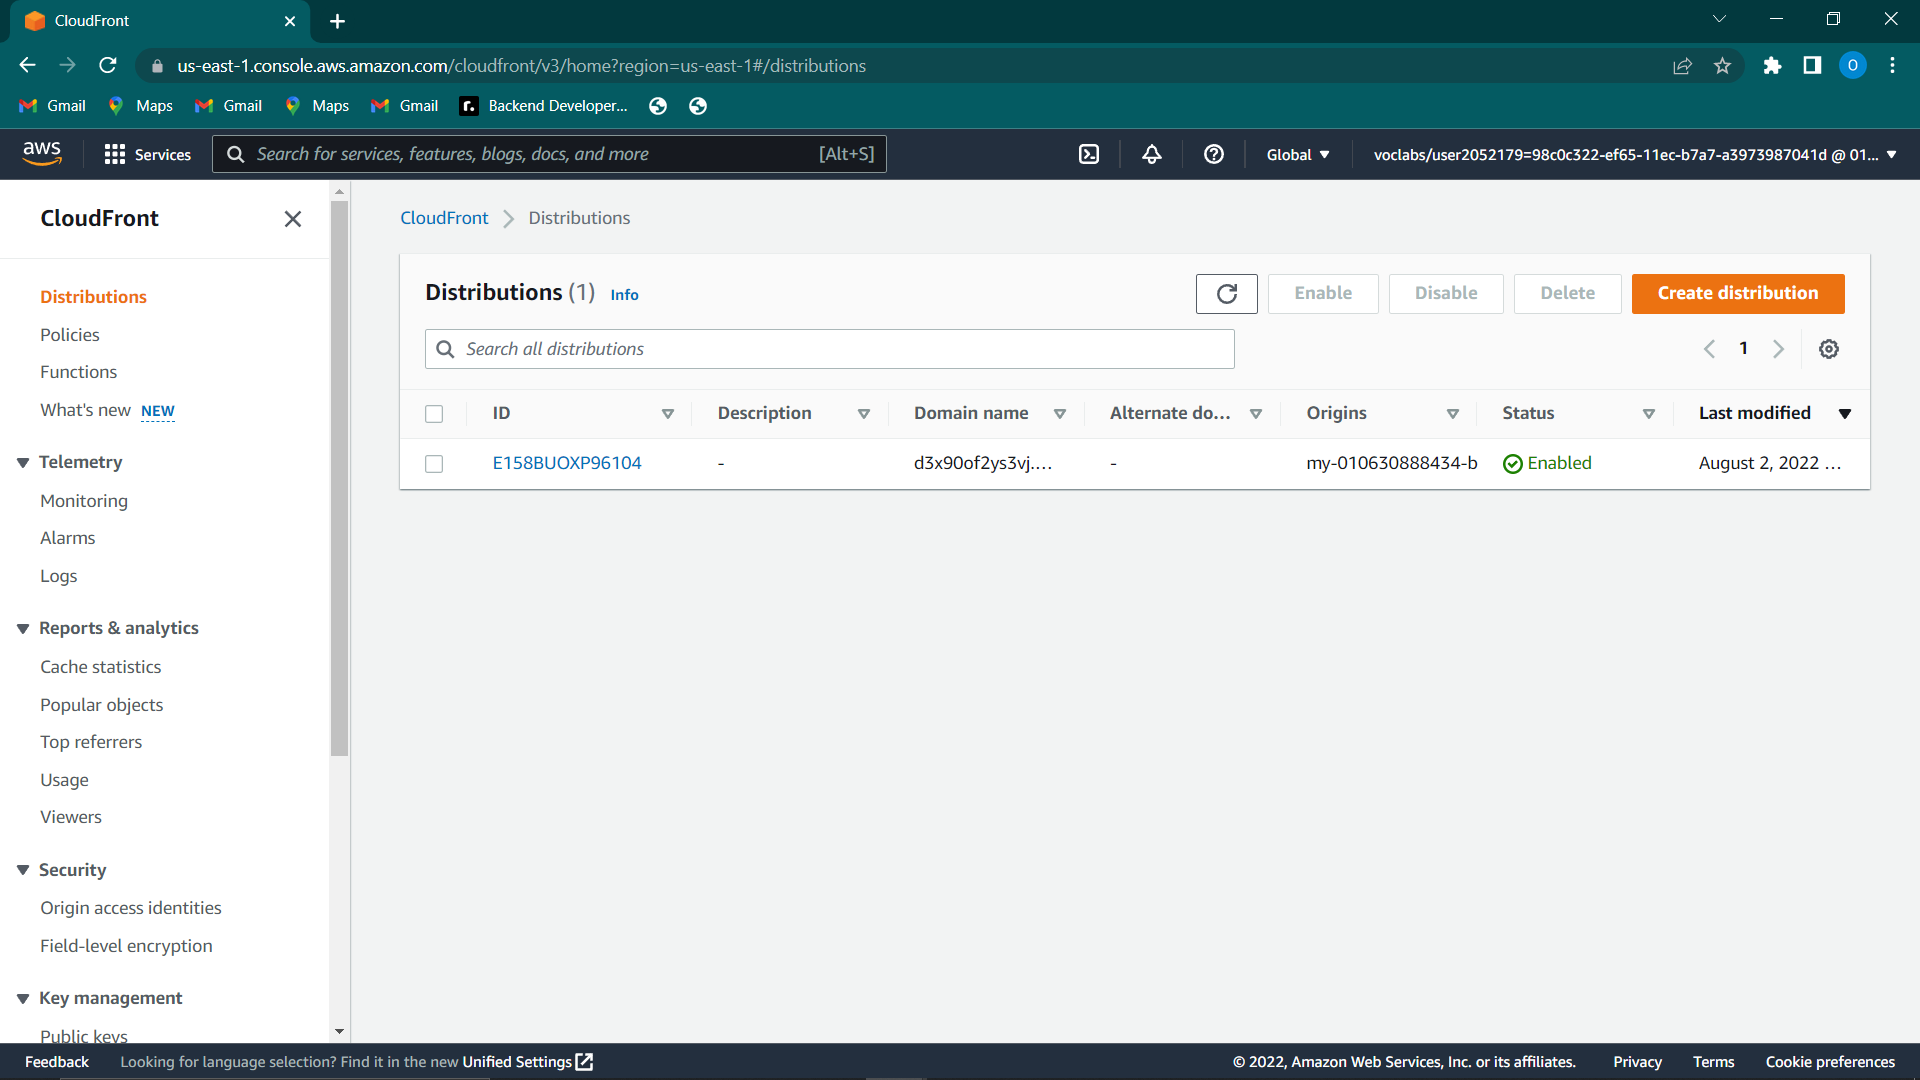 CloudFront
us-east-1.console.aws.amazon.com/cloudfront/v3/home?region=us-east-1#/distributions
O
Gmail Maps Gmail Maps Gmail r. Backend Developer...
aws Services Search for services, features, blogs, docs, and more [Alt+S] Global voclabs/user2052179=98c0c322-ef65-11ec-b7a7-a3973987041d @ 01...
CloudFront
Distributions
Policies
Functions
What's new NEW
Telemetry
Monitoring
Alarms
Logs
Reports & analytics
Cache statistics
Popular objects
Top referrers
Usage
Viewers
Security
Origin access identities
Field-level encryption
Key management
Public keys
CloudFront Distributions
Distributions (1) Info
Enable Disable Delete Create distribution
Search all distributions
1
ID Description Domain name Alternate do... Origins Status Last modified
E158BUOXP96104 - d3x90of2ys3vj.... - my-010630888434-b Enabled August 2, 2022 ...
Feedback Looking for language selection? Find it in the new Unified Settings © 2022, Amazon Web Services, Inc. or its affiliates. Privacy Terms Cookie preferences